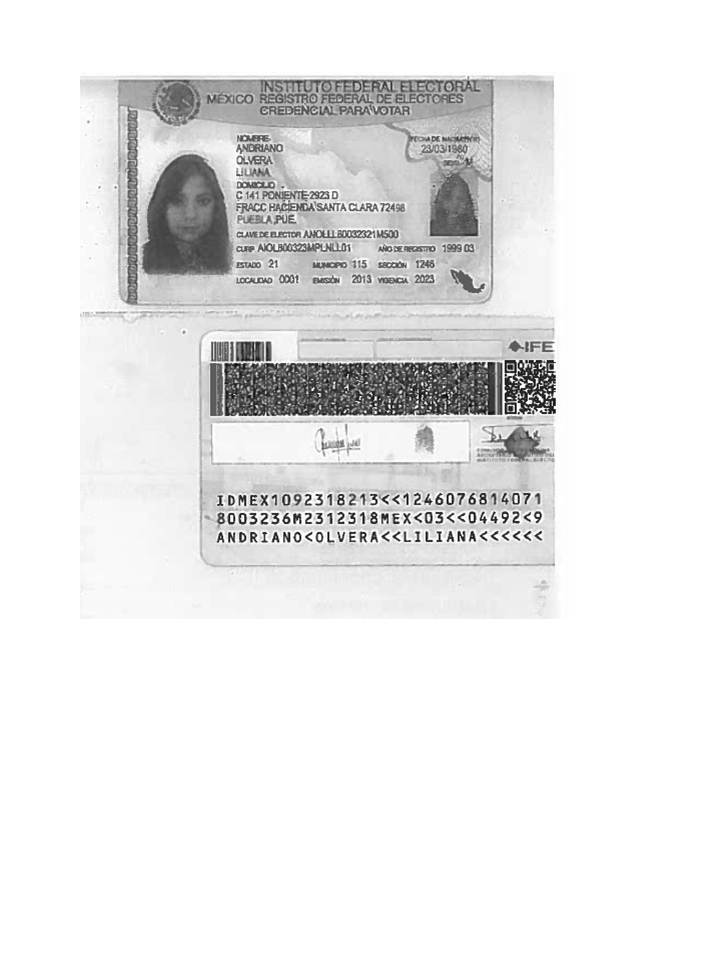 INSTITUTO FEDERAL ELECTORAL
MÉXICO REGISTRO FEDERAL DE ELECTORES
CREDENCIAL PARA VOTAR
NOMBRE
ANDRIANO
OLVERA
LILIANA
FECHA DE NACIMIENTO
23/03/1980
SEXO M
DOMICILIO
C 141 PONIENTE 2923 D
FRACC HACIENDA SANTA CLARA 72498
PUEBLA ,PUE.
CLAVE DE ELECTOR ANOLLL80032321M500
CURP AIOL800323MPLNLL01 AÑO DE REGISTRO 1999 03
ESTADO 21 MUNICIPIO 115 SECCIÓN 1246
LOCALIDAD 0001 EMISIÓN 2013 VIGENCIA 2023
IFE
IDMEX1092318213<<1246076814071
8003236M2312318MEX<03<<04492<9
ANDRIANO<OLVERA<<LILIANA<<<<<<